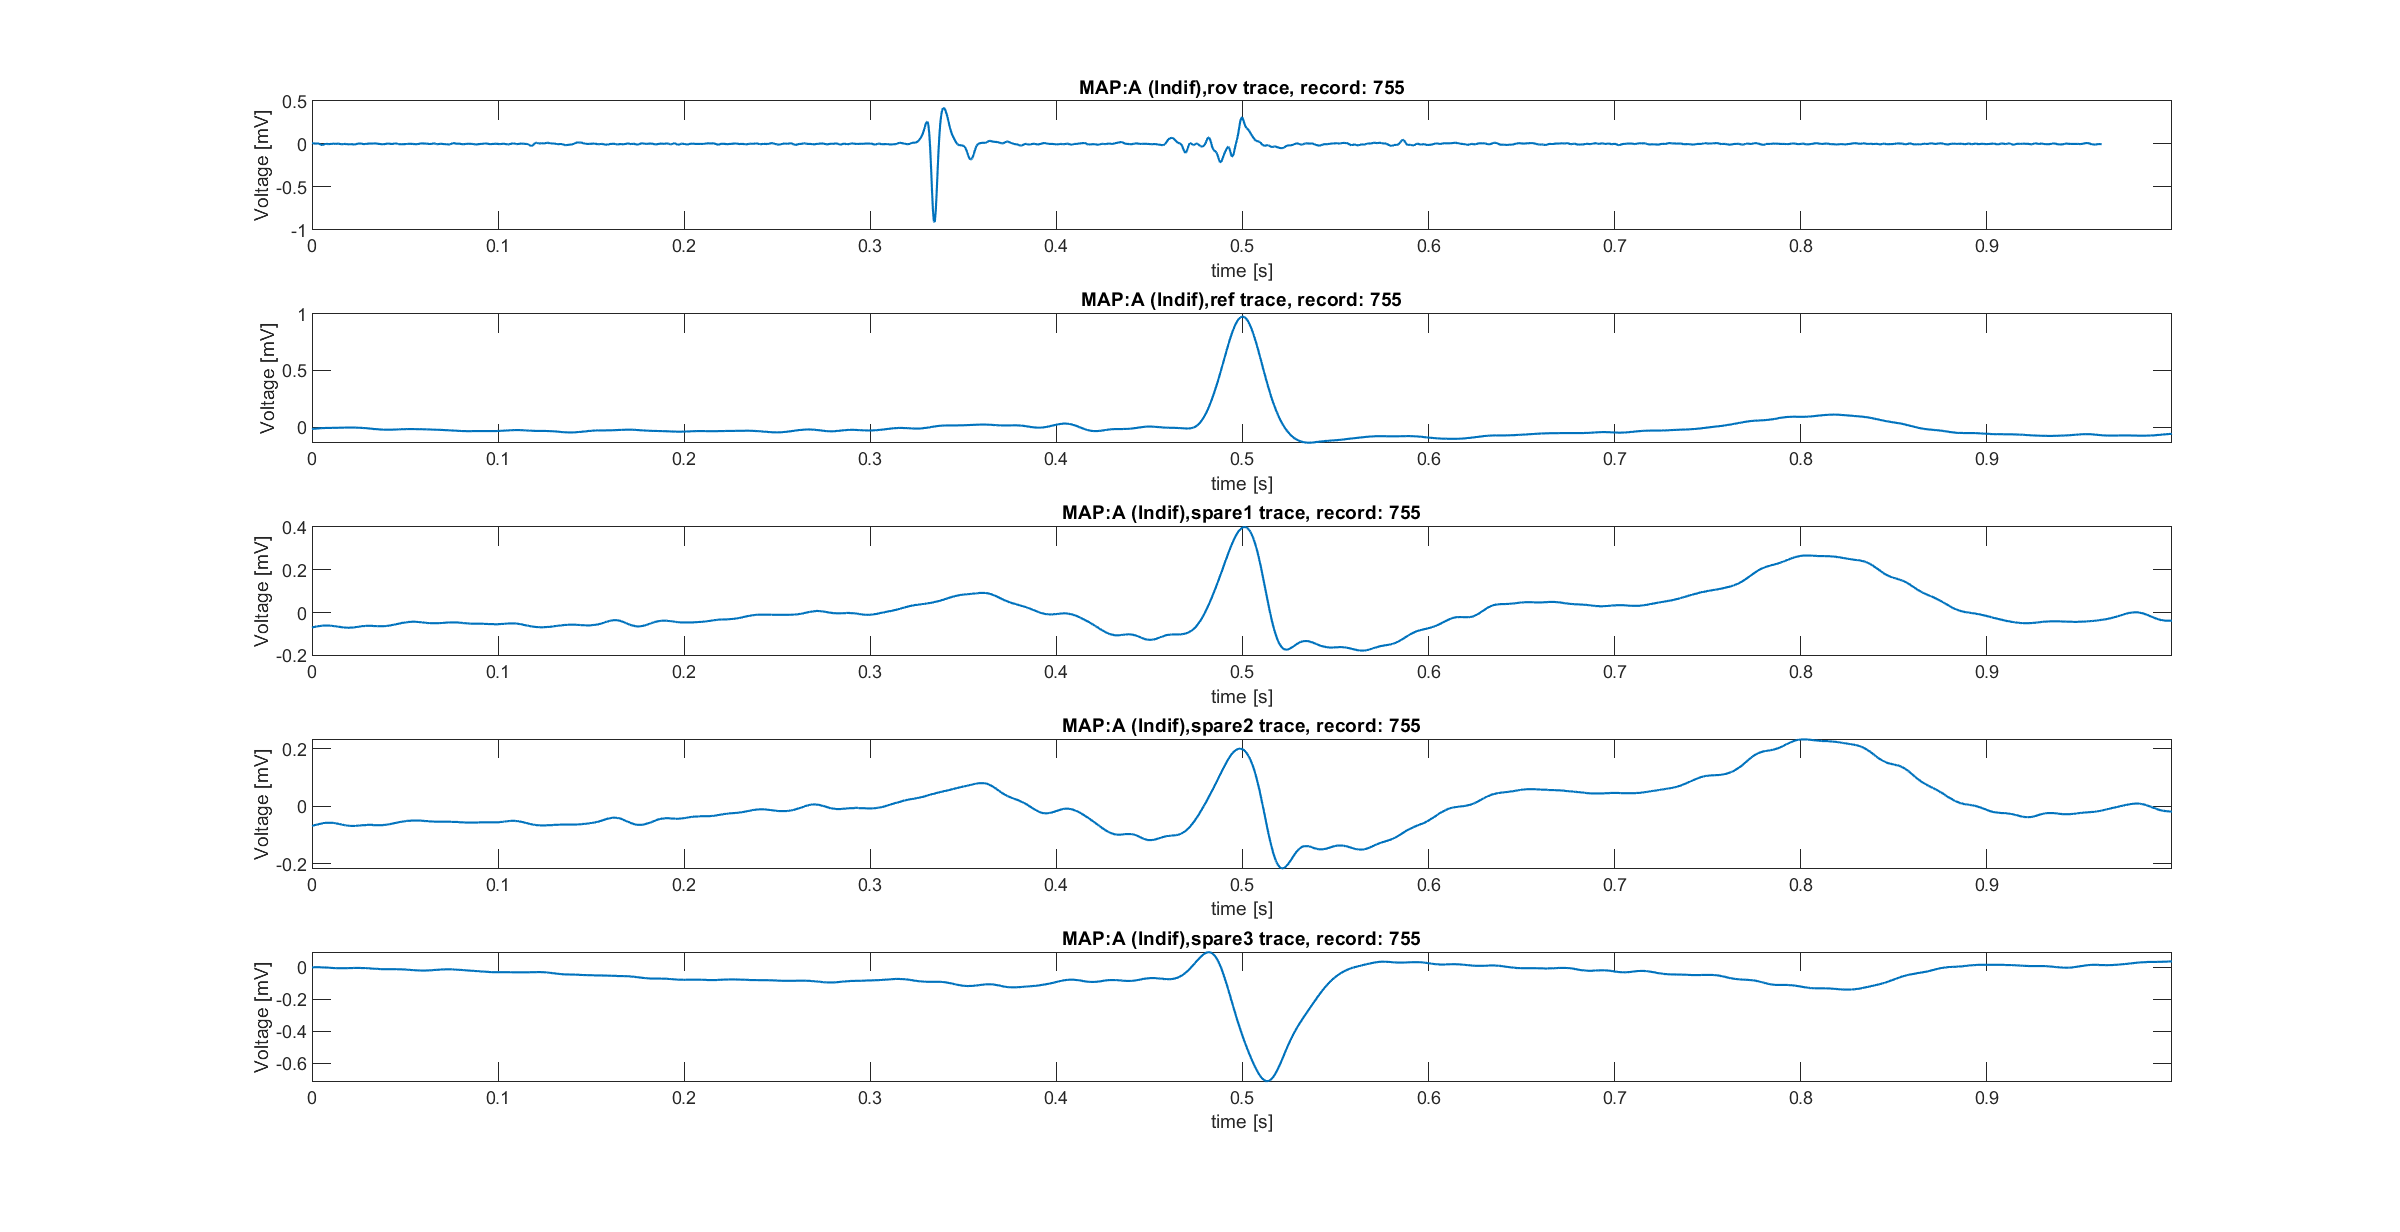 MAP:A (Indif),rov trace, record: 755
Voltage [mV]
0.5
0
-0.5
-1
0 0.1 0.2 0.3 0.4 0.5 0.6 0.7 0.8 0.9
time [s]
MAP:A (Indif),ref trace, record: 755
Voltage [mV]
1
0.5
0
0 0.1 0.2 0.3 0.4 0.5 0.6 0.7 0.8 0.9
time [s]
MAP:A (Indif),spare1 trace, record: 755
Voltage [mV]
0.4
0.2
0
-0.2
0 0.1 0.2 0.3 0.4 0.5 0.6 0.7 0.8 0.9
time [s]
MAP:A (Indif),spare2 trace, record: 755
Voltage [mV]
0.2
0
-0.2
0 0.1 0.2 0.3 0.4 0.5 0.6 0.7 0.8 0.9
time [s]
MAP:A (Indif),spare3 trace, record: 755
Voltage [mV]
0
-0.2
-0.4
-0.6
0 0.1 0.2 0.3 0.4 0.5 0.6 0.7 0.8 0.9
time [s]